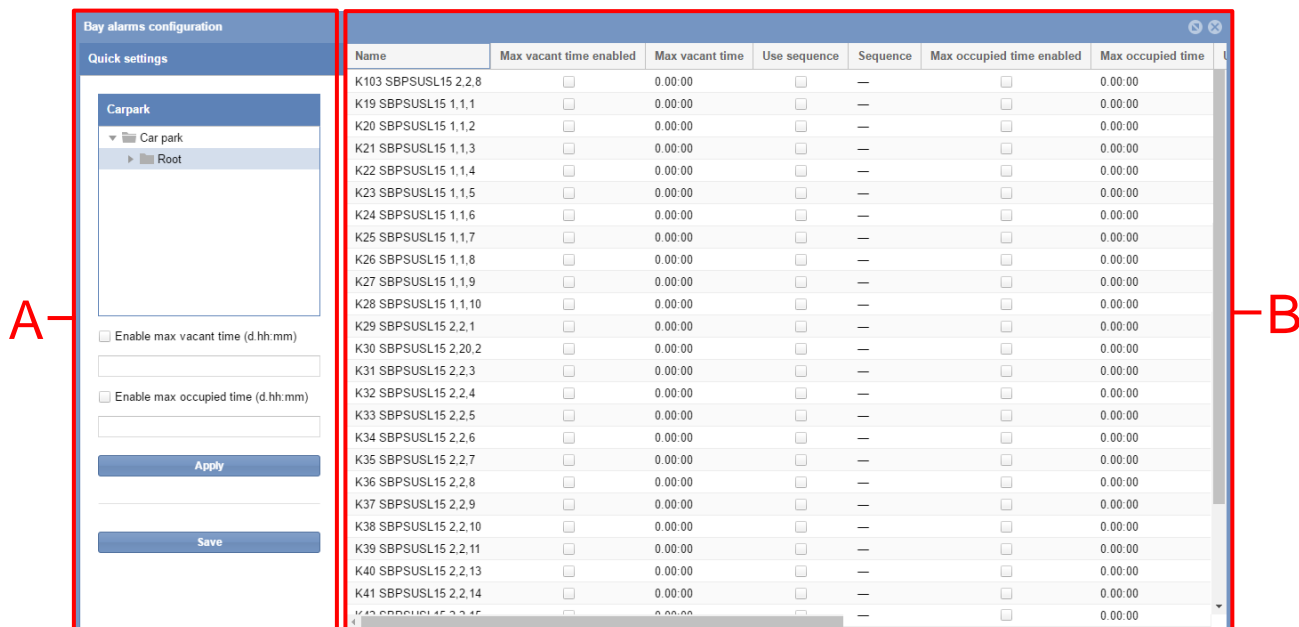 Bay alarms configuration
Quick settings
Carpark
Car park
Root
Enable max vacant time (d.hh:mm)
Enable max occupied time (d.hh:mm)
Apply
Save
A
Name Max vacant time enabled Max vacant time Use sequence Sequence Max occupied time enabled Max occupied time
K103 SBPSUSL15 2,2,8 0.00:00 — 0.00:00
K19 SBPSUSL15 1,1,1 0.00:00 — 0.00:00
K20 SBPSUSL15 1,1,2 0.00:00 — 0.00:00
K21 SBPSUSL15 1,1,3 0.00:00 — 0.00:00
K22 SBPSUSL15 1,1,4 0.00:00 — 0.00:00
K23 SBPSUSL15 1,1,5 0.00:00 — 0.00:00
K24 SBPSUSL15 1,1,6 0.00:00 — 0.00:00
K25 SBPSUSL15 1,1,7 0.00:00 — 0.00:00
K26 SBPSUSL15 1,1,8 0.00:00 — 0.00:00
K27 SBPSUSL15 1,1,9 0.00:00 — 0.00:00
K28 SBPSUSL15 1,1,10 0.00:00 — 0.00:00
K29 SBPSUSL15 2,2,1 0.00:00 — 0.00:00
K30 SBPSUSL15 2,20,2 0.00:00 — 0.00:00
K31 SBPSUSL15 2,2,3 0.00:00 — 0.00:00
K32 SBPSUSL15 2,2,4 0.00:00 — 0.00:00
K33 SBPSUSL15 2,2,5 0.00:00 — 0.00:00
K34 SBPSUSL15 2,2,6 0.00:00 — 0.00:00
K35 SBPSUSL15 2,2,7 0.00:00 — 0.00:00
K36 SBPSUSL15 2,2,8 0.00:00 — 0.00:00
K37 SBPSUSL15 2,2,9 0.00:00 — 0.00:00
K38 SBPSUSL15 2,2,10 0.00:00 — 0.00:00
K39 SBPSUSL15 2,2,11 0.00:00 — 0.00:00
K40 SBPSUSL15 2,2,13 0.00:00 — 0.00:00
K41 SBPSUSL15 2,2,14 0.00:00 — 0.00:00
0.00:00 — 0.00:00
B